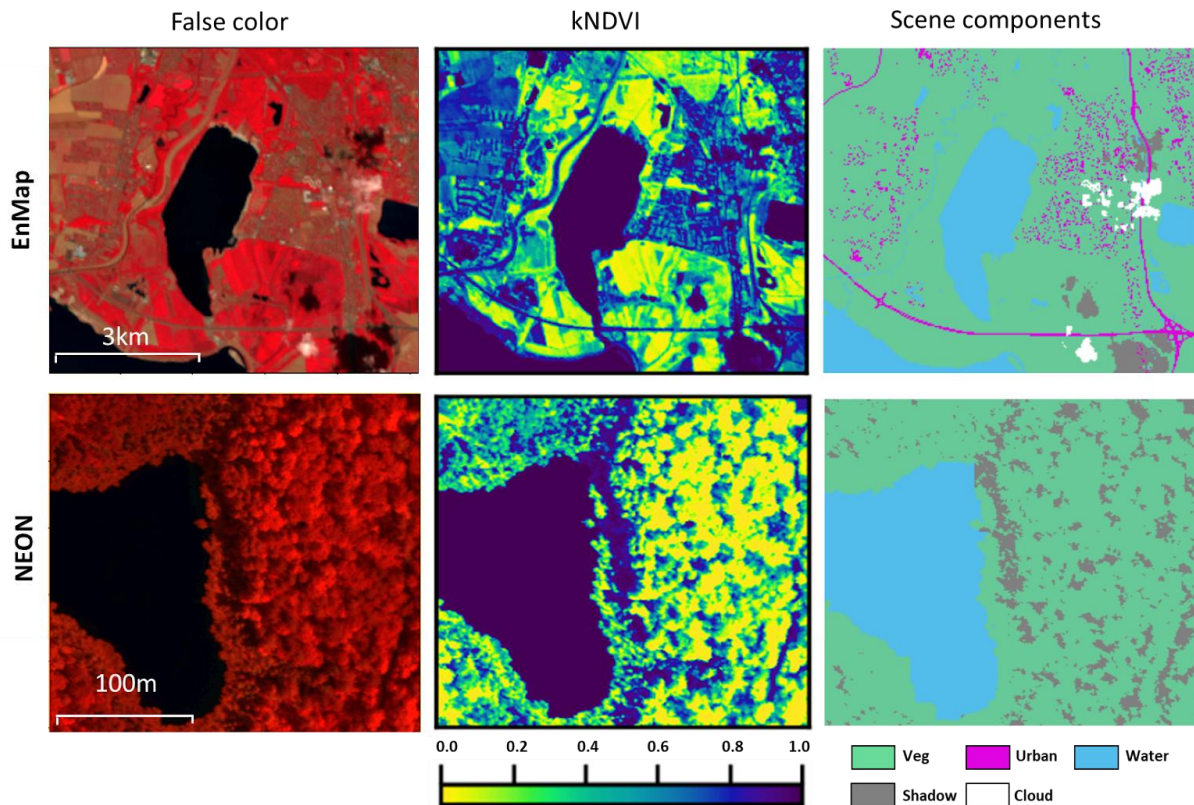 False color
kNDVI
Scene components
EnMap
3km
NEON
100m
0.0 0.2 0.4 0.6 0.8 1.0
Veg
Urban
Water
Shadow
Cloud